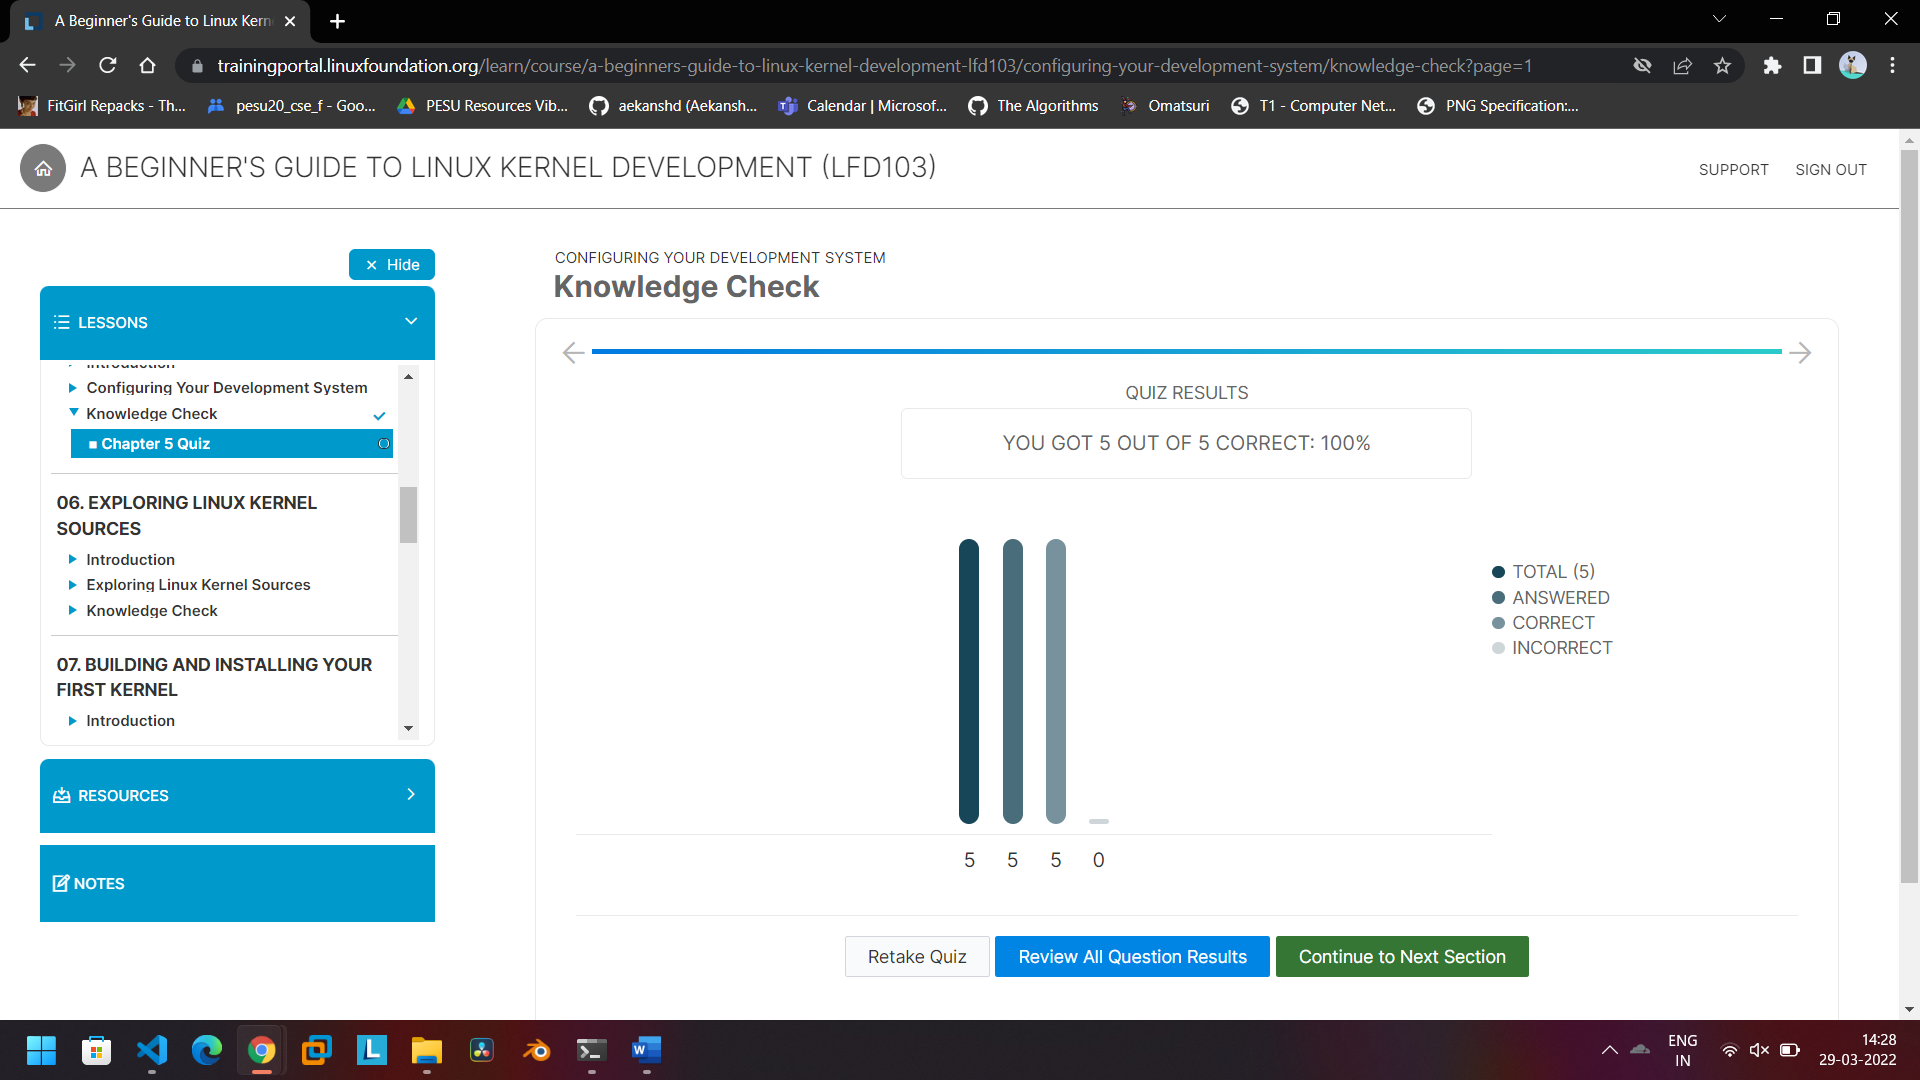 A Beginner's Guide to Linux Kern
trainingportal.linuxfoundation.org/learn/course/a-beginners-guide-to-linux-kernel-development-lfd103/configuring-your-development-system/knowledge-check?page=1
FitGirl Repacks - Th... pesu20_cse_f - Goo... PESU Resources Vib... aekanshd (Aekansh... Calendar | Microsof... The Algorithms Omatsuri T1 - Computer Net... PNG Specification:...
A BEGINNER'S GUIDE TO LINUX KERNEL DEVELOPMENT (LFD103)
SUPPORT SIGN OUT
Hide
LESSONS
Introduction
Configuring Your Development System
Knowledge Check
Chapter 5 Quiz
06. EXPLORING LINUX KERNEL
SOURCES
Introduction
Exploring Linux Kernel Sources
Knowledge Check
07. BUILDING AND INSTALLING YOUR
FIRST KERNEL
Introduction
RESOURCES
NOTES
CONFIGURING YOUR DEVELOPMENT SYSTEM
Knowledge Check
QUIZ RESULTS
YOU GOT 5 OUT OF 5 CORRECT: 100%
TOTAL (5)
ANSWERED
CORRECT
INCORRECT
5 5 5 0
Retake Quiz Review All Question Results Continue to Next Section
ENG
IN
14:28
29-03-2022